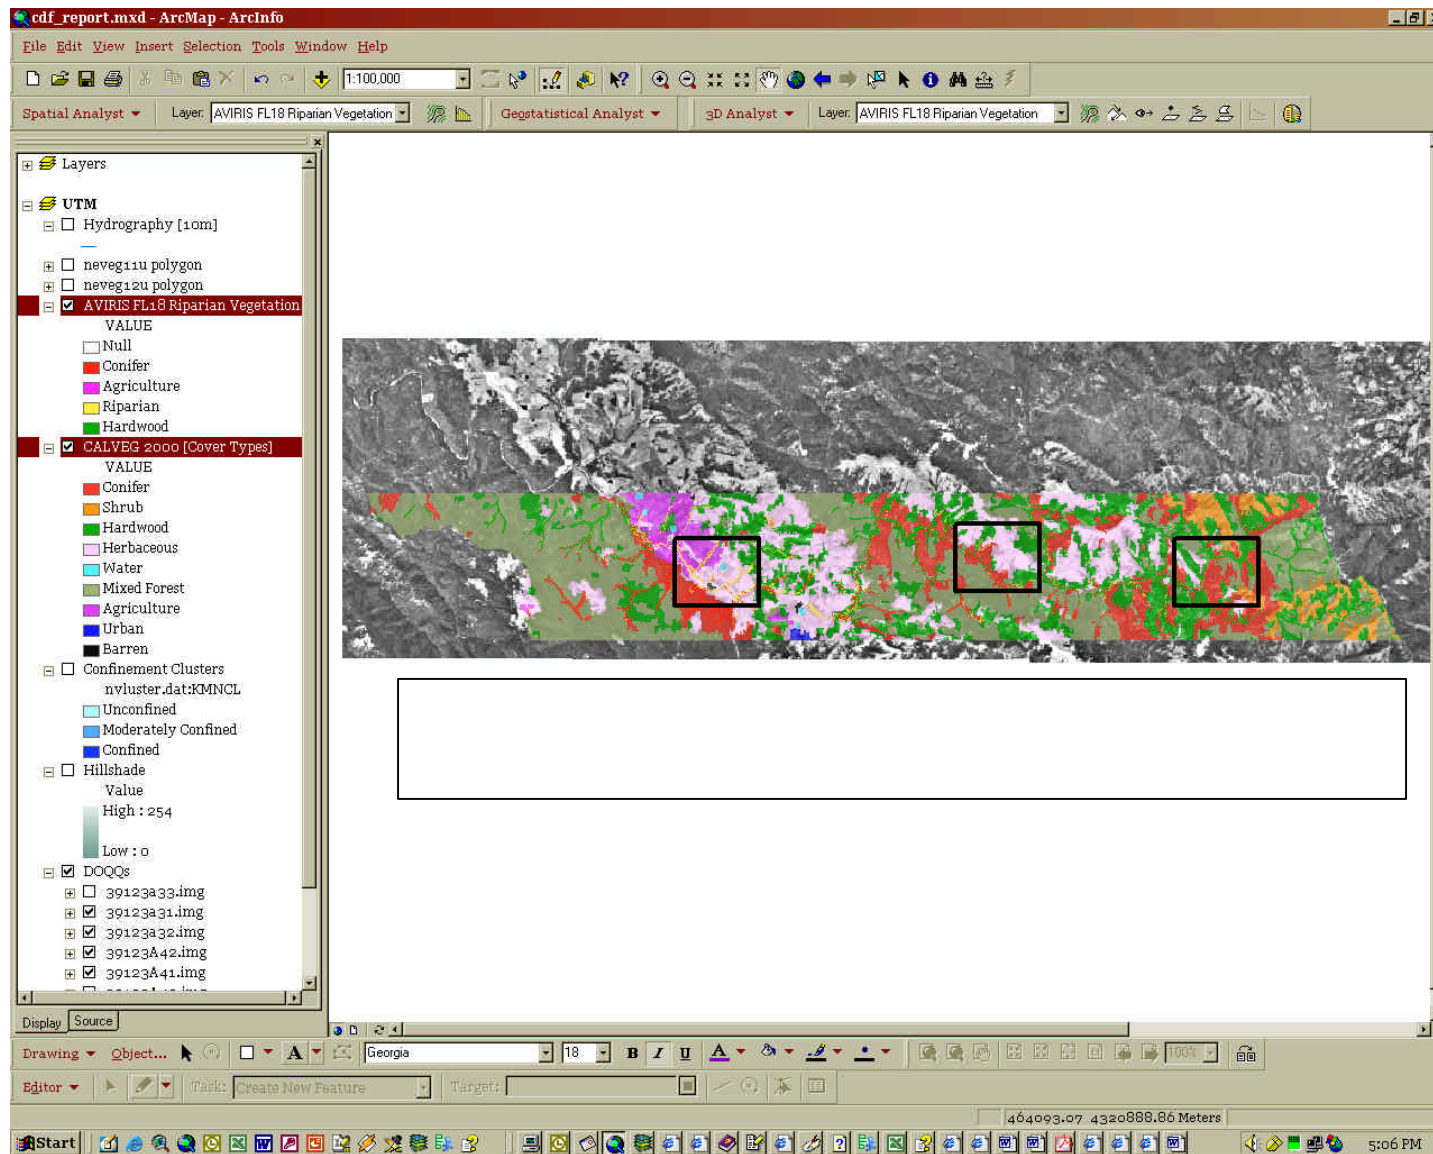 cdf_report.mxd - ArcMap - ArcInfo
File Edit View Insert Selection Tools Window Help
1:100,000
Spatial Analyst Layer: AVIRIS FL18 Riparian Vegetation Geostatistical Analyst 3D Analyst Layer: AVIRIS FL18 Riparian Vegetation
Layers
UTM
Hydrography [10m]
neveg11u polygon
neveg12u polygon
AVIRIS FL18 Riparian Vegetation
VALUE
Null
Conifer
Agriculture
Riparian
Hardwood
CALVEG 2000 [Cover Types]
VALUE
Conifer
Shrub
Hardwood
Herbaceous
Water
Mixed Forest
Agriculture
Urban
Barren
Confinement Clusters
nvluster.dat:KMNCL
Unconfined
Moderately Confined
Confined
Hillshade
Value
High : 254
Low : 0
DOQQs
39123a33.img
39123a31.img
39123a32.img
39123A42.img
39123A41.img
Display Source
Drawing Object... A Georgia 18 B I U A 100%
Editor Task: Create New Feature Target:
464093.07 4320888.86 Meters
Start 5:06 PM